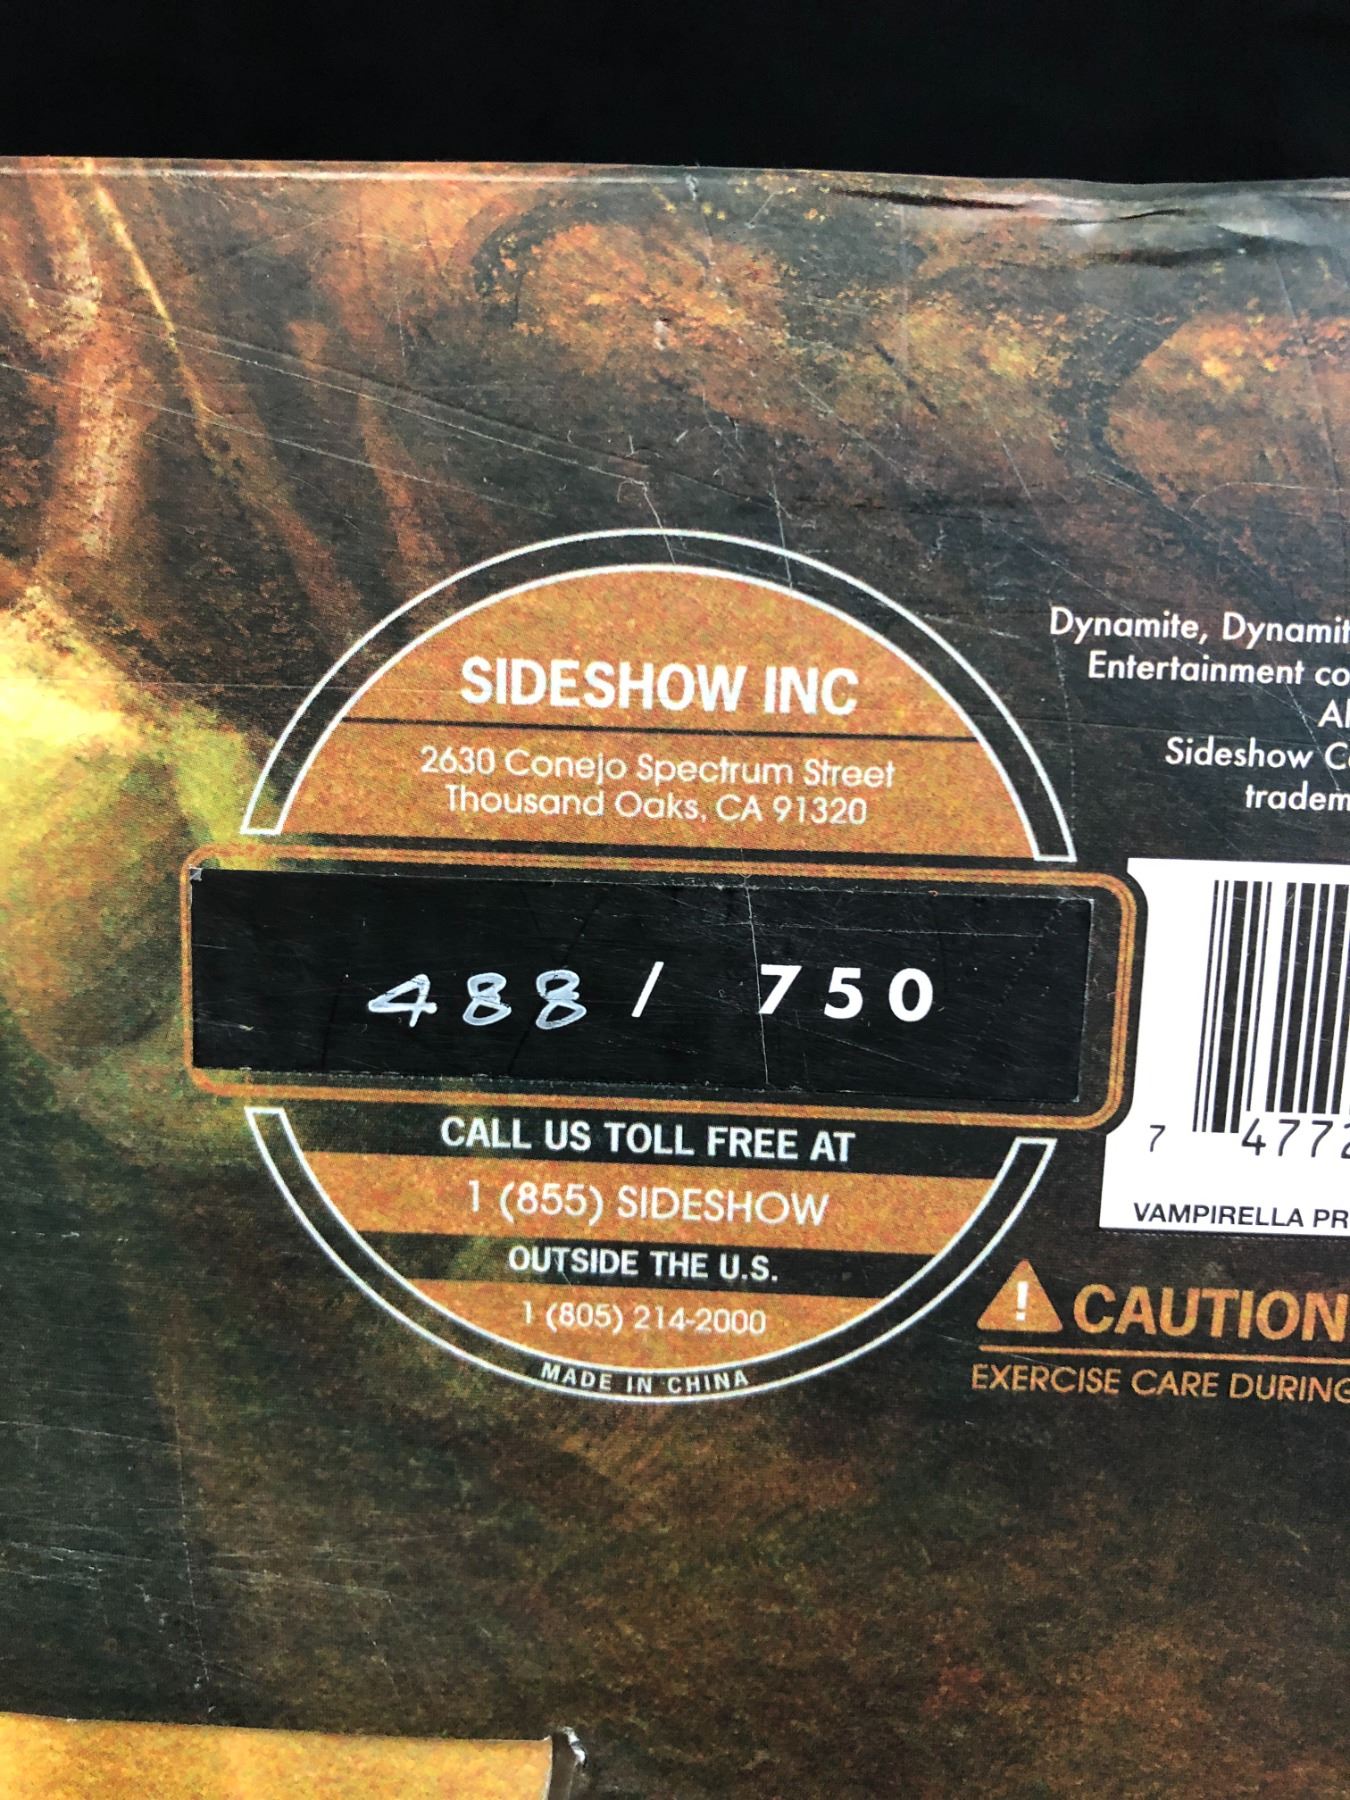 SIDESHOW INC
2630 Conejo Spectrum Street
Thousand Oaks, CA 91320
488 / 750
CALL US TOLL FREE AT
1 (855) SIDESHOW
OUTSIDE THE U.S.
1 (805) 214-2000
MADE IN CHINA
Dynamite, Dynamit
Entertainment co
Al
Sideshow C
tradem
7 4772
VAMPIRELLA PR
! CAUTION
EXERCISE CARE DURING